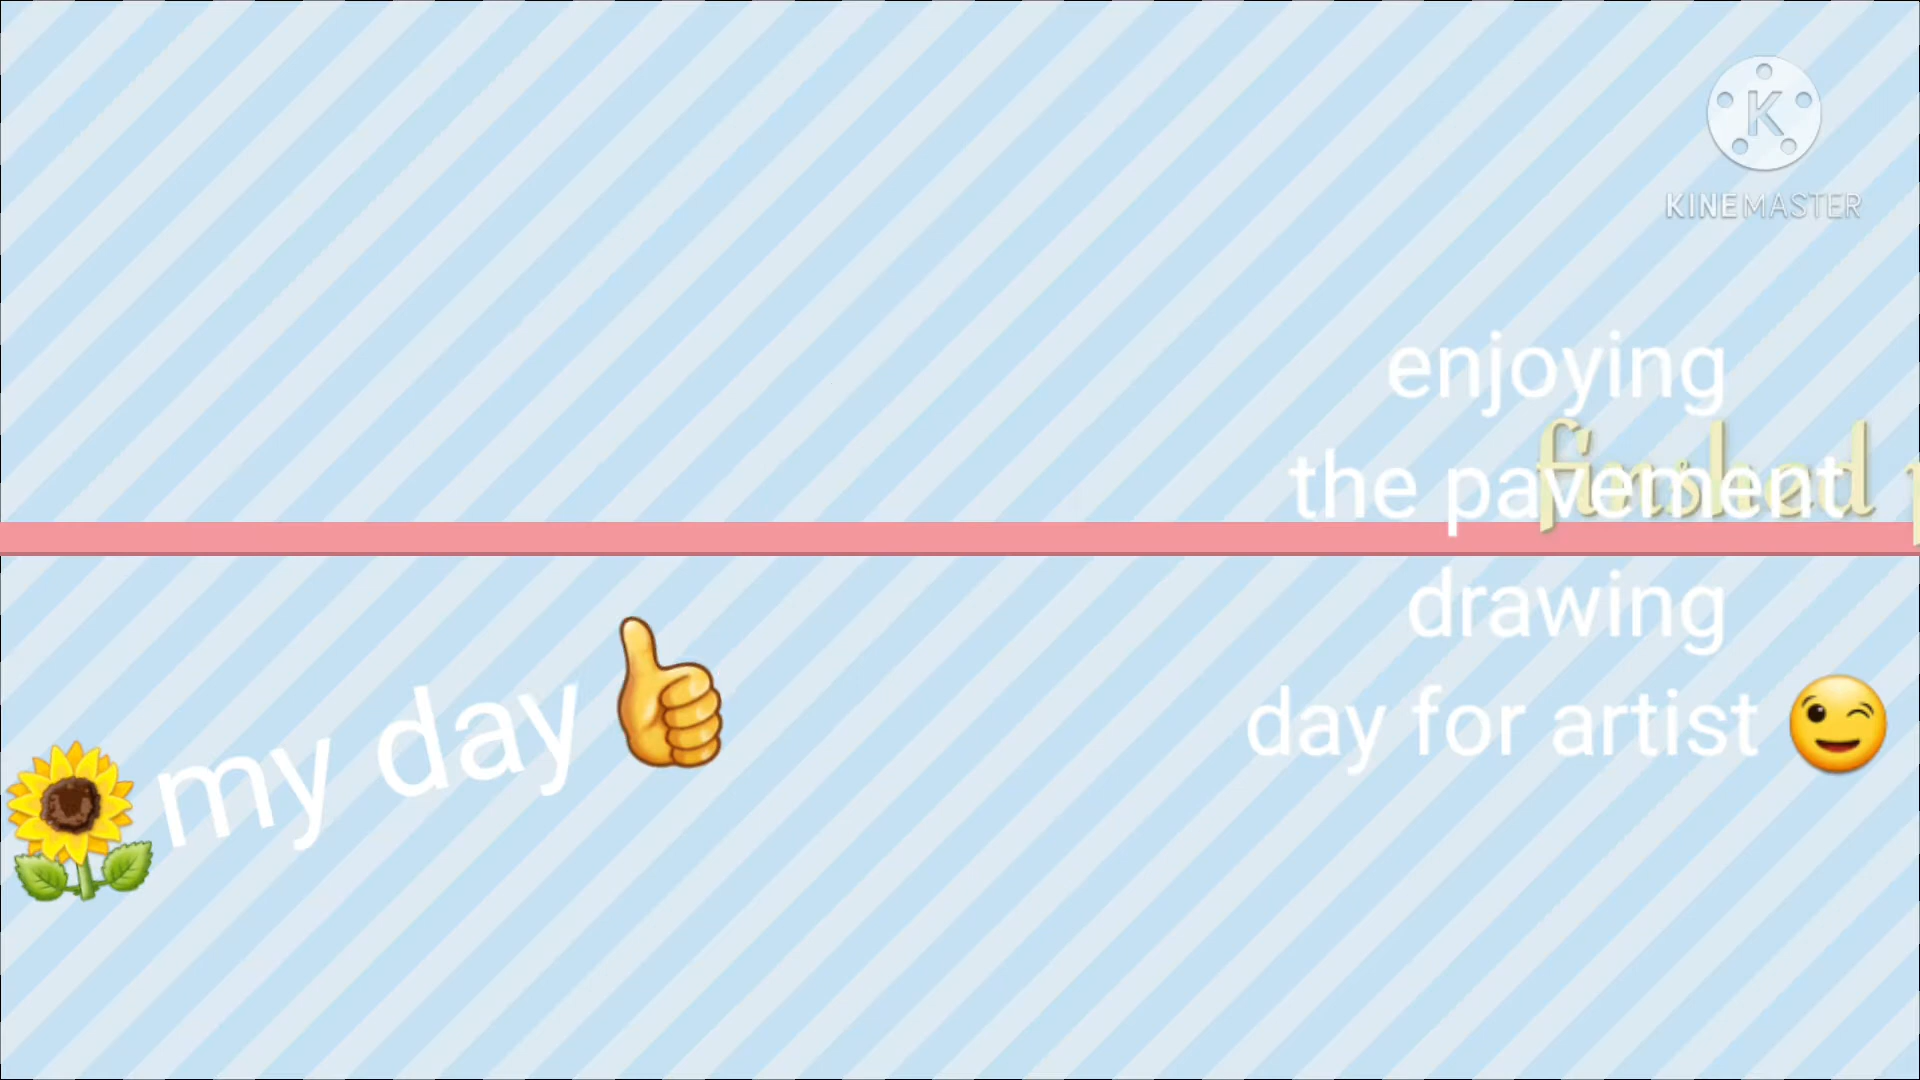 KINEMASTER
enjoying
the pavement
drawing
day for artist 😉
🌻my day👍